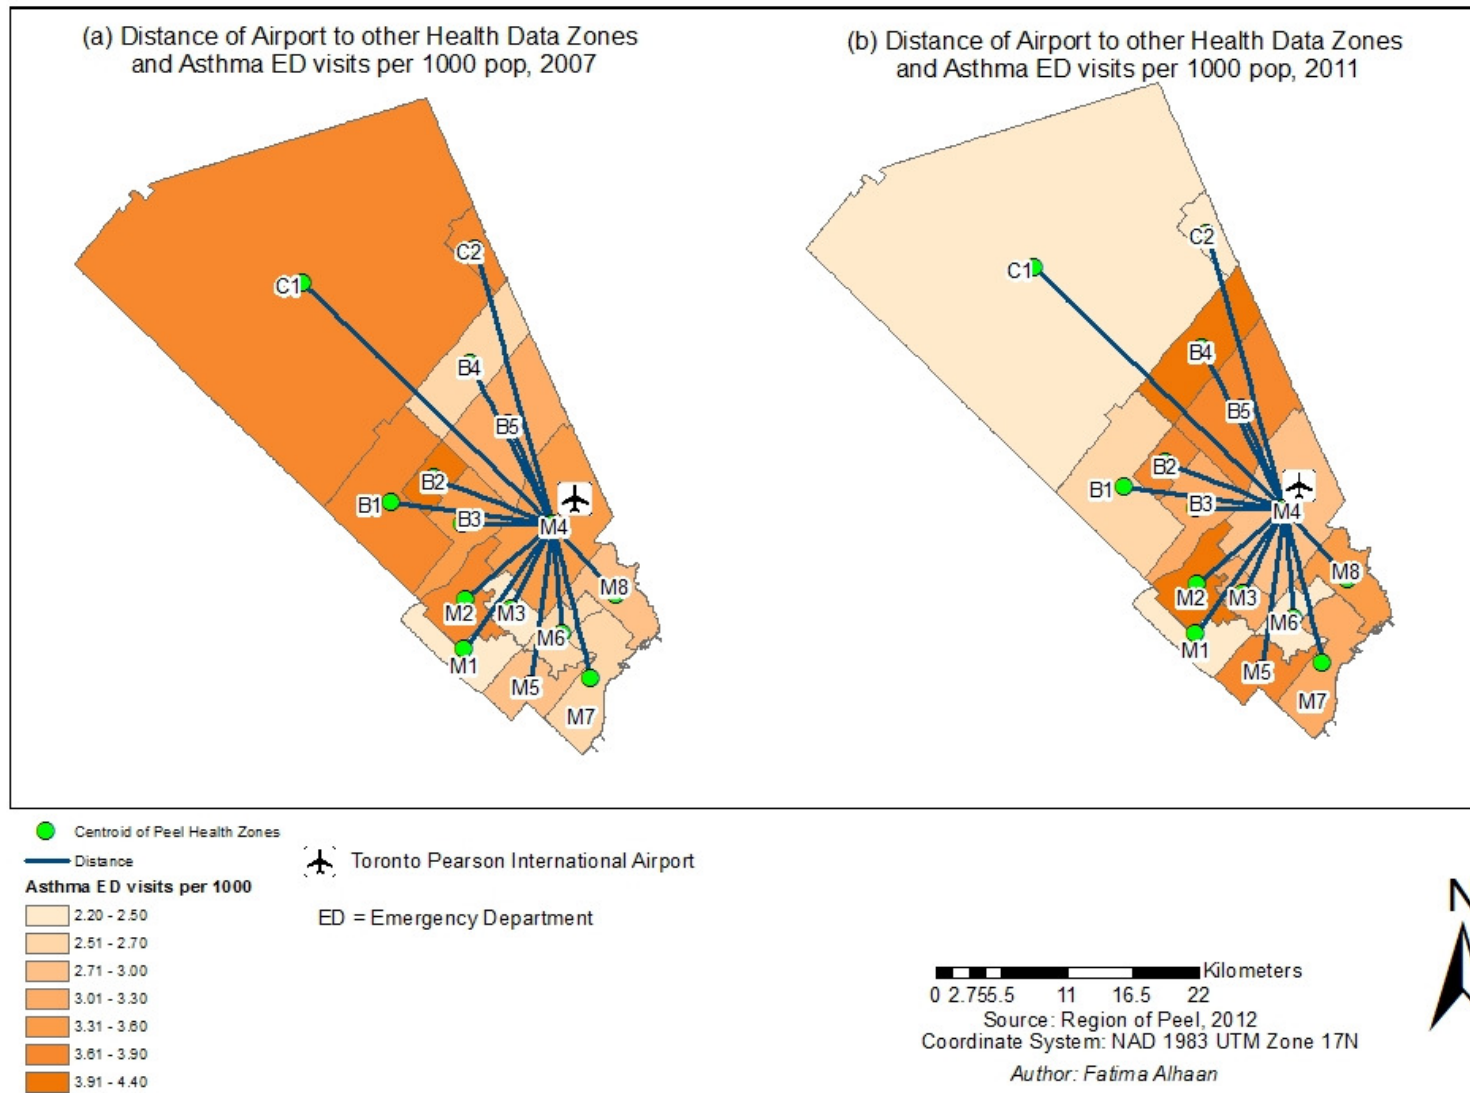 (a) Distance of Airport to other Health Data Zones
and Asthma ED visits per 1000 pop, 2007
C2
C1
B4
B5
B2
B1
B3
M4
M8
M2
M3
M6
M1
M5
M7
(b) Distance of Airport to other Health Data Zones
and Asthma ED visits per 1000 pop, 2011
C2
C1
B4
B5
B2
B1
B3
M4
M8
M2
M3
M6
M1
M5
M7
Centroid of Peel Health Zones
Distance
Asthma ED visits per 1000
2.20 - 2.50
2.51 - 2.70
2.71 - 3.00
3.01 - 3.30
3.31 - 3.60
3.61 - 3.90
3.91 - 4.40
Toronto Pearson International Airport
ED = Emergency Department
Kilometers
0 2.75 5.5 11 16.5 22
Source: Region of Peel, 2012
Coordinate System: NAD 1983 UTM Zone 17N
Author: Fatima Alhaan
N